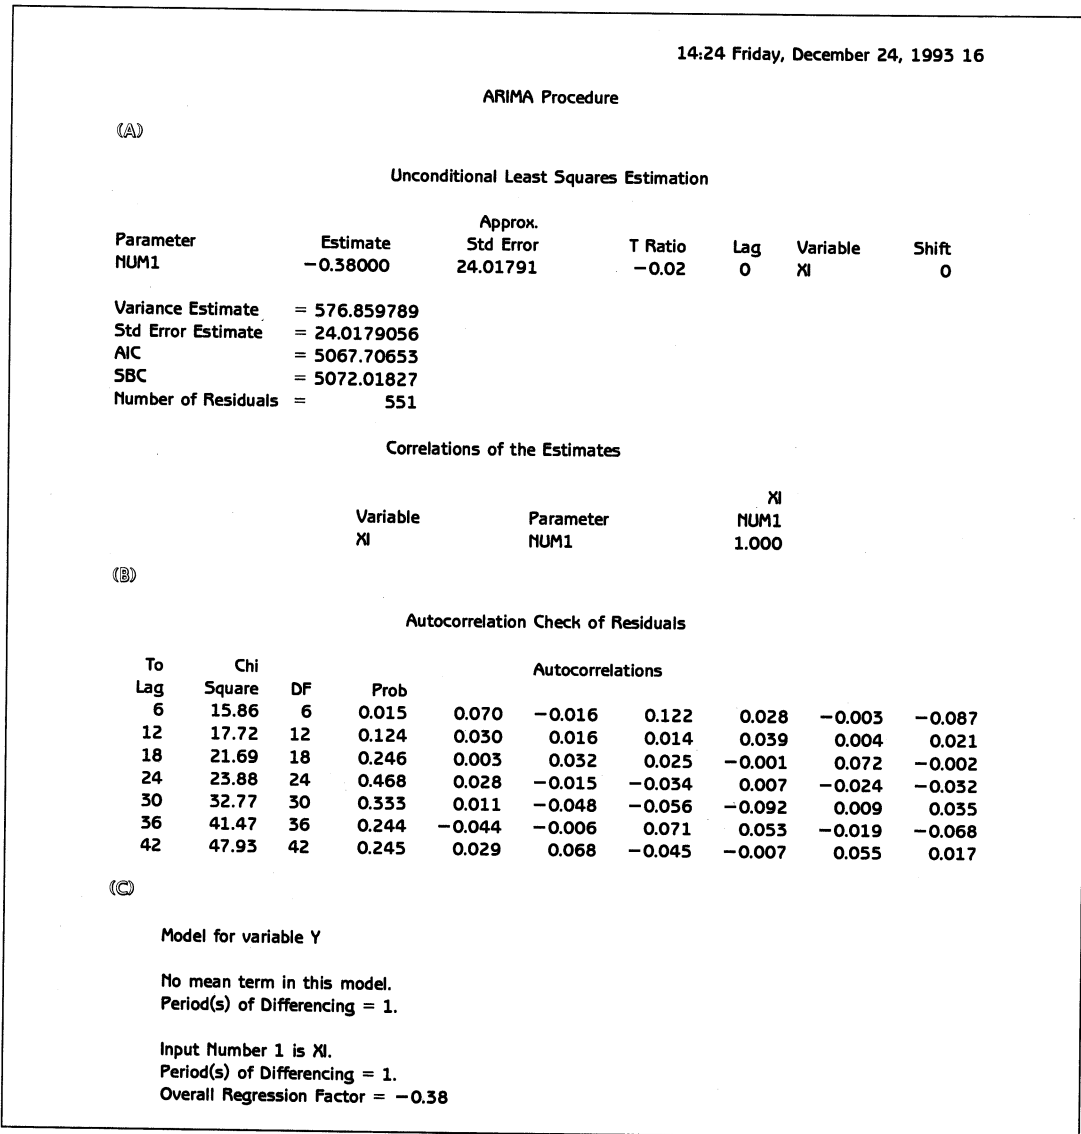 14:24 Friday, December 24, 1993 16
ARIMA Procedure
(A)
Unconditional Least Squares Estimation
Approx.
Parameter Estimate Std Error T Ratio Lag Variable Shift
NUM1 −0.38000 24.01791 −0.02 0 XI 0
Variance Estimate = 576.859789
Std Error Estimate = 24.0179056
AIC = 5067.70653
SBC = 5072.01827
Number of Residuals = 551
Correlations of the Estimates
XI
Variable Parameter NUM1
XI NUM1 1.000
(B)
Autocorrelation Check of Residuals
To Chi Autocorrelations
Lag Square DF Prob
6 15.86 6 0.015 0.070 −0.016 0.122 0.028 −0.003 −0.087
12 17.72 12 0.124 0.030 0.016 0.014 0.039 0.004 0.021
18 21.69 18 0.246 0.003 0.032 0.025 −0.001 0.072 −0.002
24 23.88 24 0.468 0.028 −0.015 −0.034 0.007 −0.024 −0.032
30 32.77 30 0.333 0.011 −0.048 −0.056 −0.092 0.009 0.035
36 41.47 36 0.244 −0.044 −0.006 0.071 0.053 −0.019 −0.068
42 47.93 42 0.245 0.029 0.068 −0.045 −0.007 0.055 0.017
(C)
Model for variable Y
No mean term in this model.
Period(s) of Differencing = 1.
Input Number 1 is XI.
Period(s) of Differencing = 1.
Overall Regression Factor = −0.38